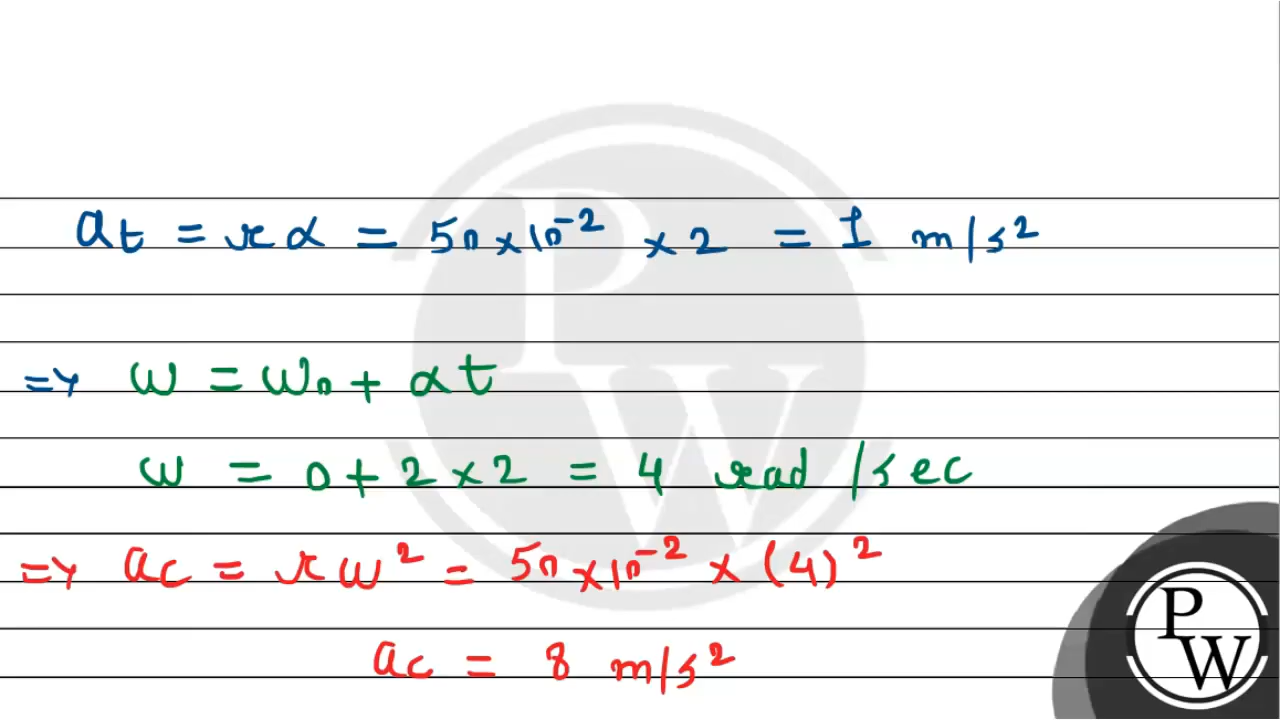 at = rα = 50×10⁻² × 2 = 1 m/s²
=> ω = ω₀ + αt
ω = 0 + 2 × 2 = 4 rad/sec
=> ac = rω² = 50×10⁻² × (4)²
ac = 8 m/s²
P
W
P
W